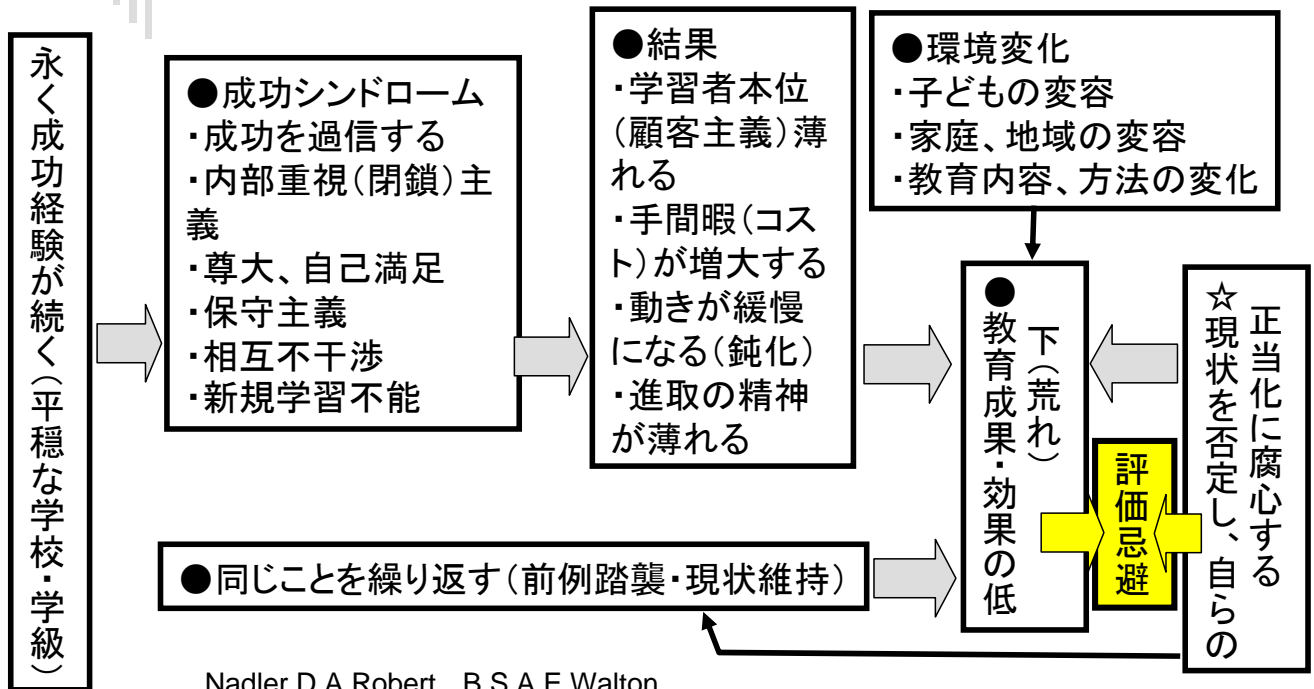 永く成功経験が続く(平穏な学校・学級)
●成功シンドローム
・成功を過信する
・内部重視(閉鎖)主
義
・尊大、自己満足
・保守主義
・相互不干渉
・新規学習不能
●結果
・学習者本位
(顧客主義)薄
れる
・手間暇(コス
ト)が増大する
・動きが緩慢
になる(鈍化)
・進取の精神
が薄れる
●環境変化
・子どもの変容
・家庭、地域の変容
・教育内容、方法の変化
●教育成果・効果の低
下(荒れ)
評価忌避
☆現状を否定し、自らの
正当化に腐心する
●同じことを繰り返す(前例踏襲・現状維持)
Nadler,D.A.Robert B.S.A.E.Walton